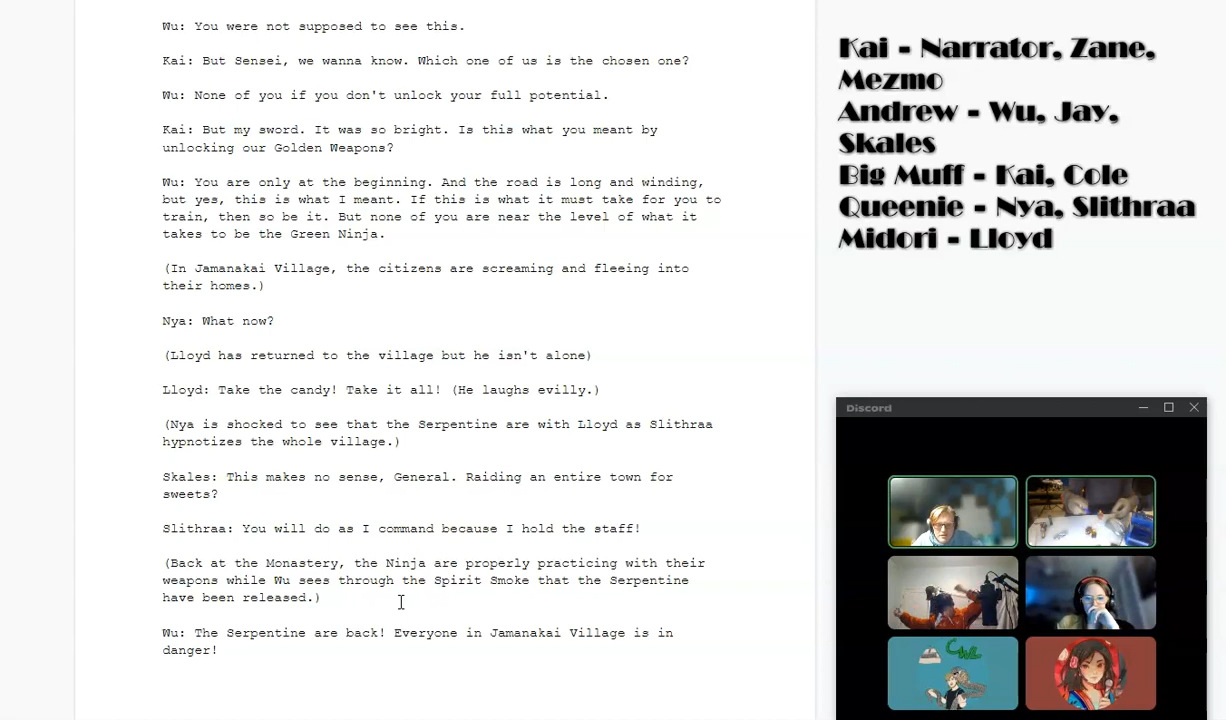 Wu: You were not supposed to see this.
Kai: But Sensei, we wanna know. Which one of us is the chosen one?
Wu: None of you if you don't unlock your full potential.
Kai: But my sword. It was so bright. Is this what you meant by
unlocking our Golden Weapons?
Wu: You are only at the beginning. And the road is long and winding,
but yes, this is what I meant. If this is what it must take for you to
train, then so be it. But none of you are near the level of what it
takes to be the Green Ninja.
(In Jamanakai Village, the citizens are screaming and fleeing into
their homes.)
Nya: What now?
(Lloyd has returned to the village but he isn't alone)
Lloyd: Take the candy! Take it all! (He laughs evilly.)
(Nya is shocked to see that the Serpentine are with Lloyd as Slithraa
hypnotizes the whole village.)
Skales: This makes no sense, General. Raiding an entire town for
sweets?
Slithraa: You will do as I command because I hold the staff!
(Back at the Monastery, the Ninja are properly practicing with their
weapons while Wu sees through the Spirit Smoke that the Serpentine
have been released.)
Wu: The Serpentine are back! Everyone in Jamanakai Village is in
danger!
Kai - Narrator, Zane,
Mezmo
Andrew - Wu, Jay,
Skales
Big Muff - Kai, Cole
Queenie - Nya, Slithraa
Midori - Lloyd
Discord